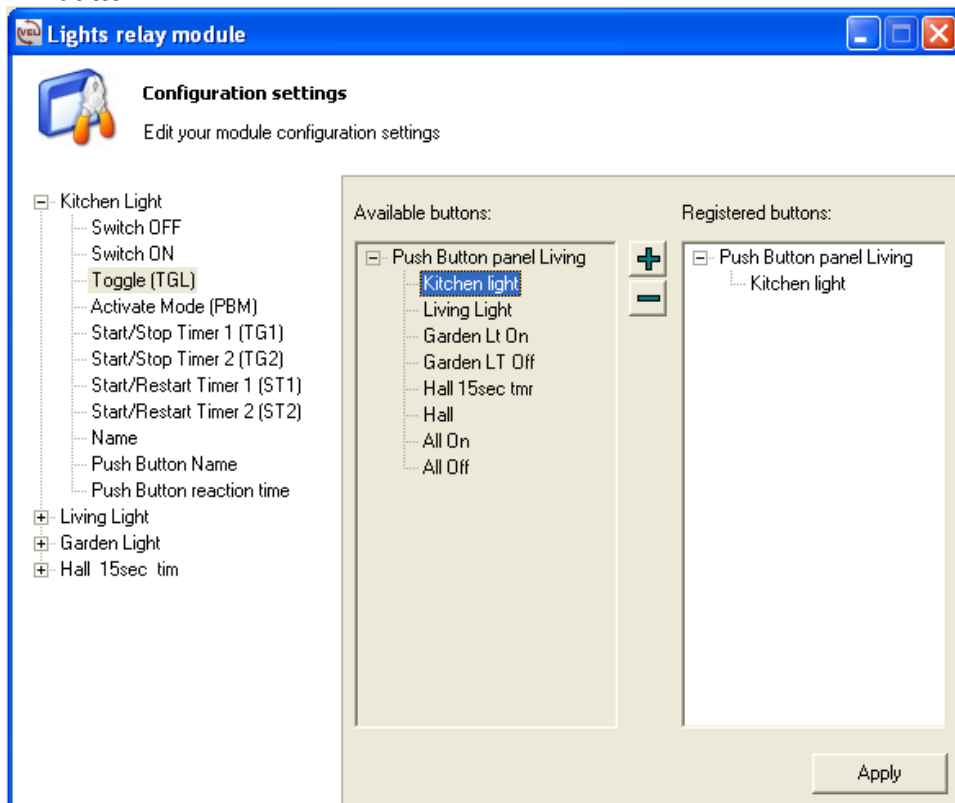 VEL Lights relay module
Configuration settings
Edit your module configuration settings
Kitchen Light
Switch OFF
Switch ON
Toggle (TGL)
Activate Mode (PBM)
Start/Stop Timer 1 (TG1)
Start/Stop Timer 2 (TG2)
Start/Restart Timer 1 (ST1)
Start/Restart Timer 2 (ST2)
Name
Push Button Name
Push Button reaction time
Living Light
Garden Light
Hall 15sec tim
Available buttons:
Push Button panel Living
Kitchen light
Living Light
Garden Lt On
Garden LT Off
Hall 15sec tmr
Hall
All On
All Off
Registered buttons:
Push Button panel Living
Kitchen light
Apply